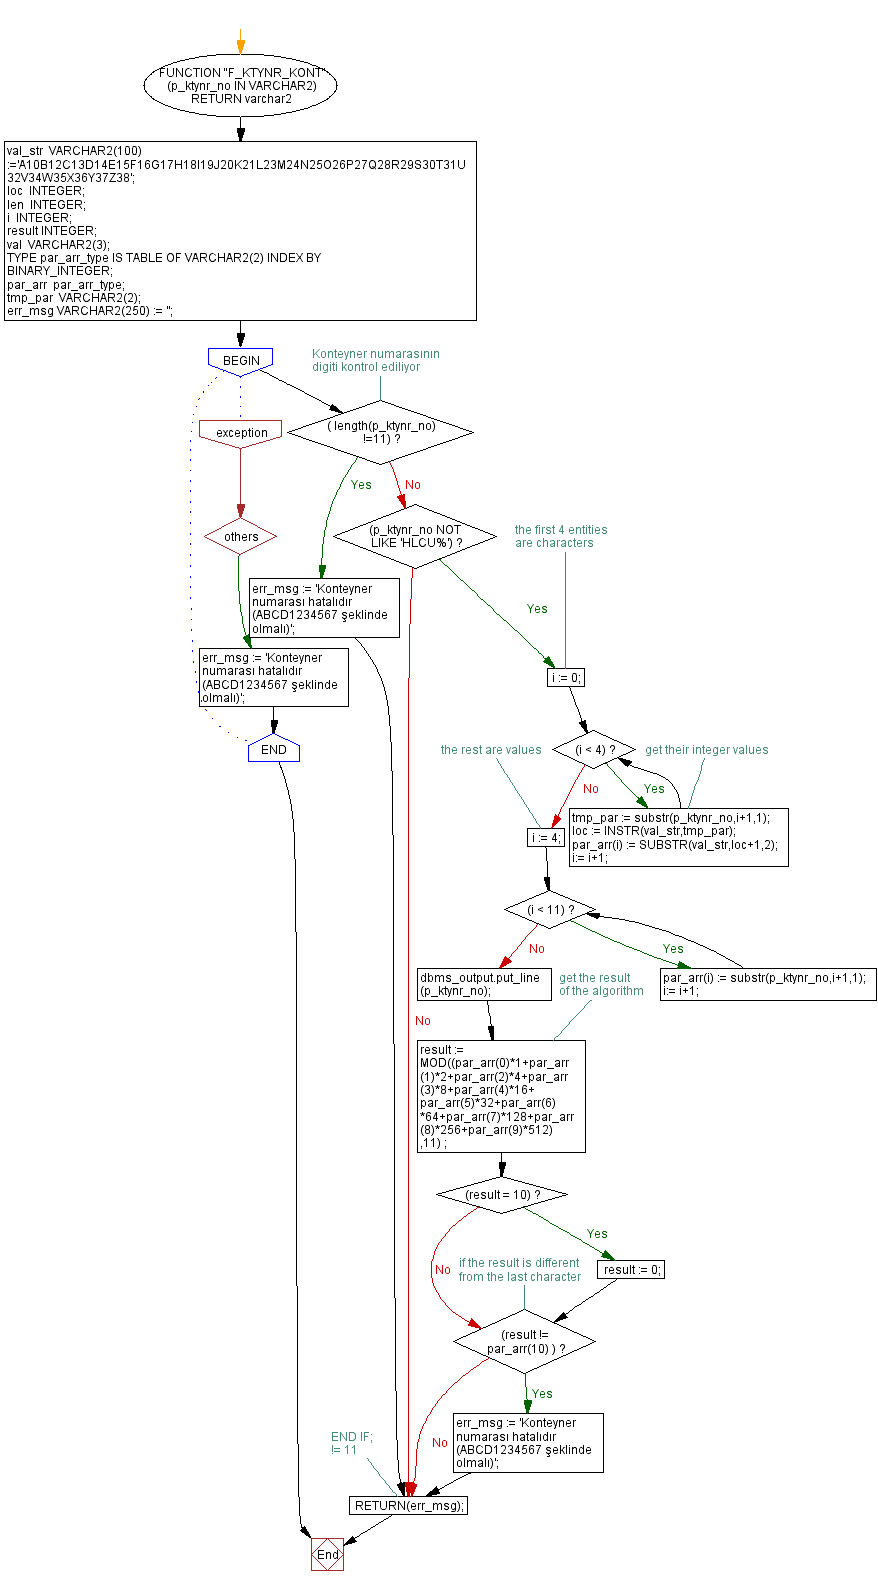 FUNCTION "F_KTYNR_KONT"
(p_ktynr_no IN VARCHAR2)
RETURN varchar2
val_str VARCHAR2(100)
:='A10B12C13D14E15F16G17H18I19J20K21L23M24N25O26P27Q28R29S30T31U
32V34W35X36Y37Z38';
loc INTEGER;
len INTEGER;
i INTEGER;
result INTEGER;
val VARCHAR2(3);
TYPE par_arr_type IS TABLE OF VARCHAR2(2) INDEX BY
BINARY_INTEGER;
par_arr par_arr_type;
tmp_par VARCHAR2(2);
err_msg VARCHAR2(250) := '';
BEGIN
Konteyner numarasının
digiti kontrol ediliyor
exception
( length(p_ktynr_no)
!=11) ?
Yes
No
others
(p_ktynr_no NOT
LIKE 'HLCU%') ?
the first 4 entities
are characters
err_msg := 'Konteyner
numarası hatalıdır
(ABCD1234567 şeklinde
olmalı)';
Yes
err_msg := 'Konteyner
numarası hatalıdır
(ABCD1234567 şeklinde
olmalı)';
i := 0;
END
the rest are values
(i < 4) ?
get their integer values
No
Yes
i := 4;
tmp_par := substr(p_ktynr_no,i+1,1);
loc := INSTR(val_str,tmp_par);
par_arr(i) := SUBSTR(val_str,loc+1,2);
i:= i+1;
(i < 11) ?
No
Yes
dbms_output.put_line
(p_ktynr_no);
get the result
of the algorithm
par_arr(i) := substr(p_ktynr_no,i+1,1);
i:= i+1;
No
result :=
MOD((par_arr(0)*1+par_arr
(1)*2+par_arr(2)*4+par_arr
(3)*8+par_arr(4)*16+
par_arr(5)*32+par_arr(6)
*64+par_arr(7)*128+par_arr
(8)*256+par_arr(9)*512)
,11) ;
(result = 10) ?
Yes
No
if the result is different
from the last character
result := 0;
(result !=
par_arr(10) ) ?
Yes
No
err_msg := 'Konteyner
numarası hatalıdır
(ABCD1234567 şeklinde
olmalı)';
END IF;
!= 11
RETURN(err_msg);
End